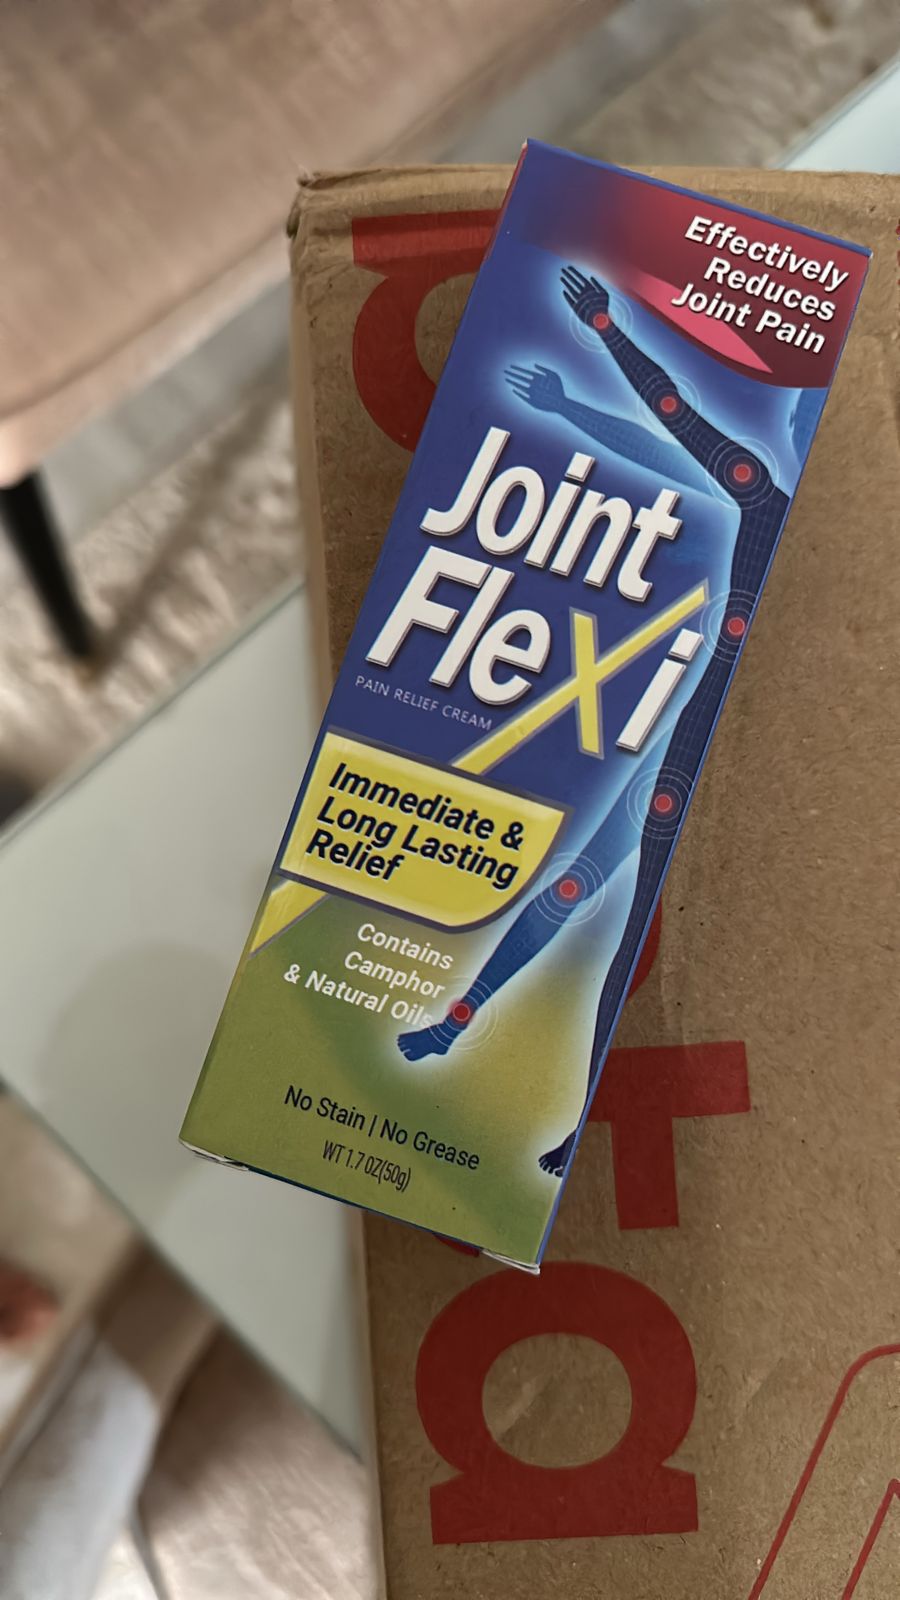 Effectively
Reduces
Joint Pain
Joint
FleXi
PAIN RELIEF CREAM
Immediate &
Long Lasting
Relief
Contains
Camphor
& Natural Oils
No Stain | No Grease
WT 1.7 OZ(50g)